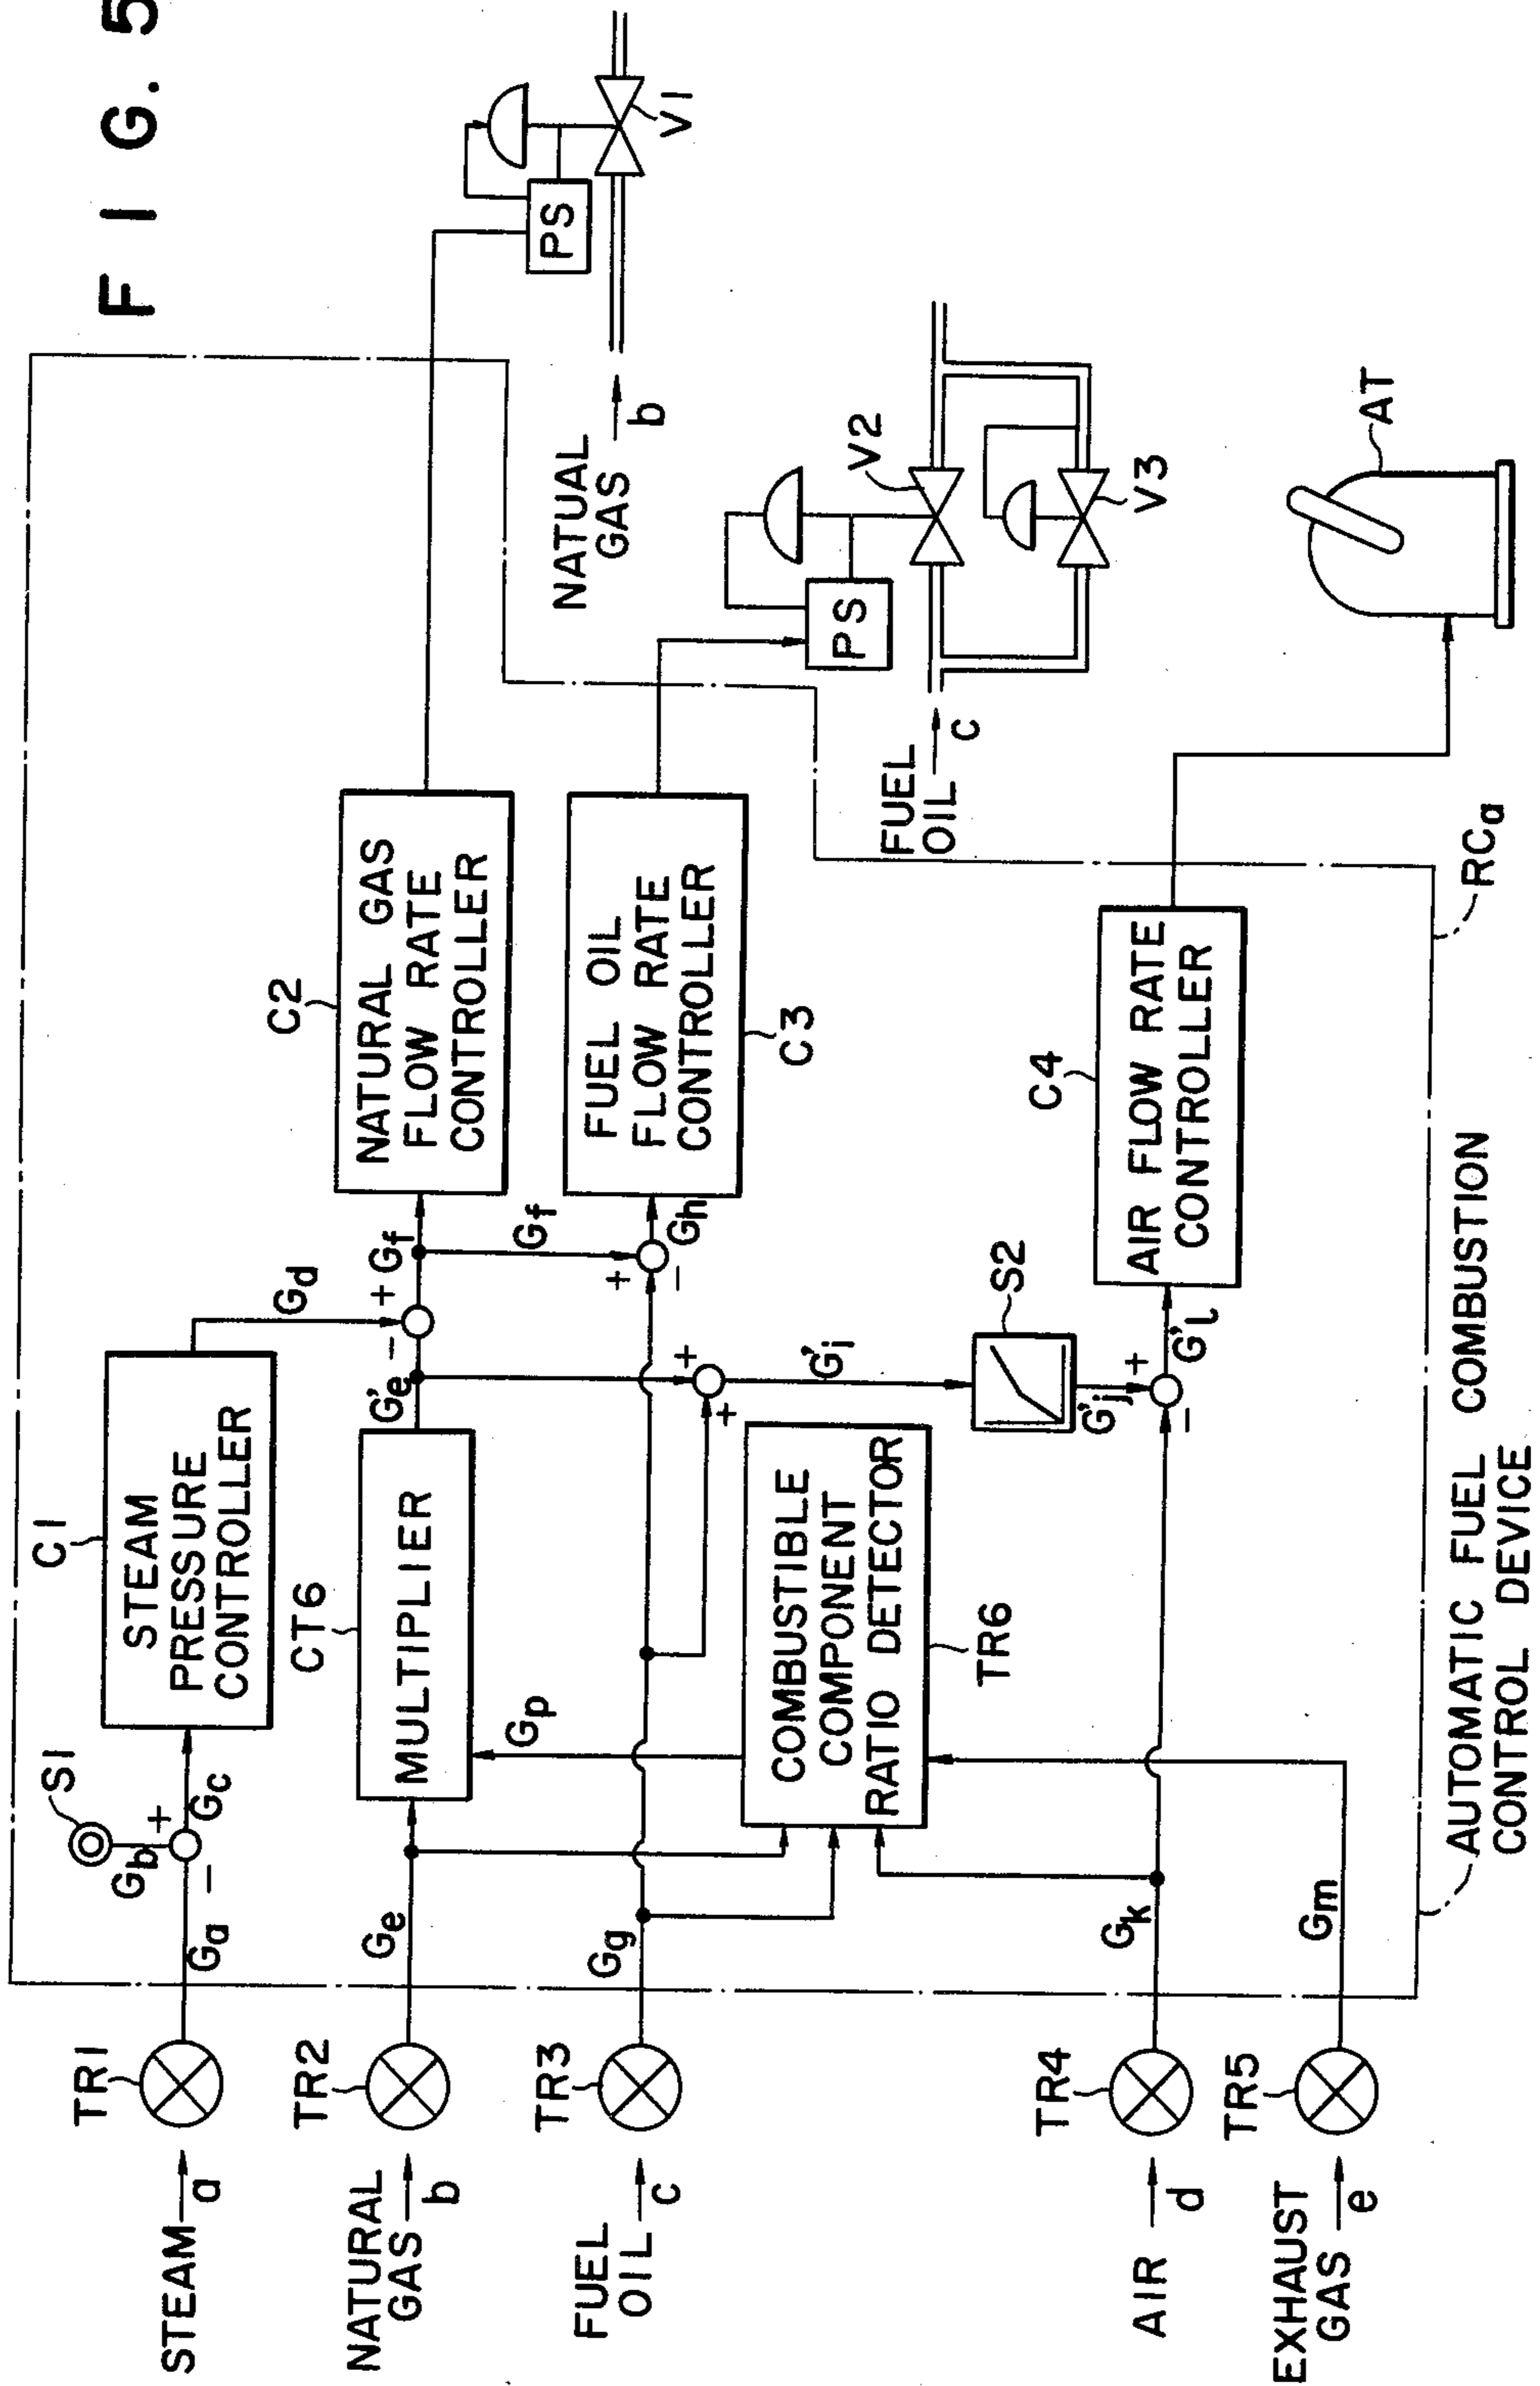 FIG. 5
STEAM
a
TR1
Ga
Gb
S1
+
-
Gc
C1
STEAM
PRESSURE
CONTROLLER
Gd
NATURAL
GAS
b
TR2
Ge
CT6
MULTIPLIER
G'e
-
+
Gf
C2
NATURAL GAS
FLOW RATE
CONTROLLER
PS
V1
NATUAL
GAS
b
FUEL
OIL
c
TR3
Gg
Gp
+
+
G'i
Gf
+
-
Gh
FUEL OIL
FLOW RATE
CONTROLLER
C3
PS
V2
V3
FUEL
OIL
c
COMBUSTIBLE
COMPONENT
RATIO DETECTOR
TR6
S2
G'j
+
-
G'l
AIR
d
TR4
Gk
C4
AIR FLOW RATE
CONTROLLER
AT
EXHAUST
GAS
e
TR5
Gm
AUTOMATIC FUEL COMBUSTION
CONTROL DEVICE
RCa